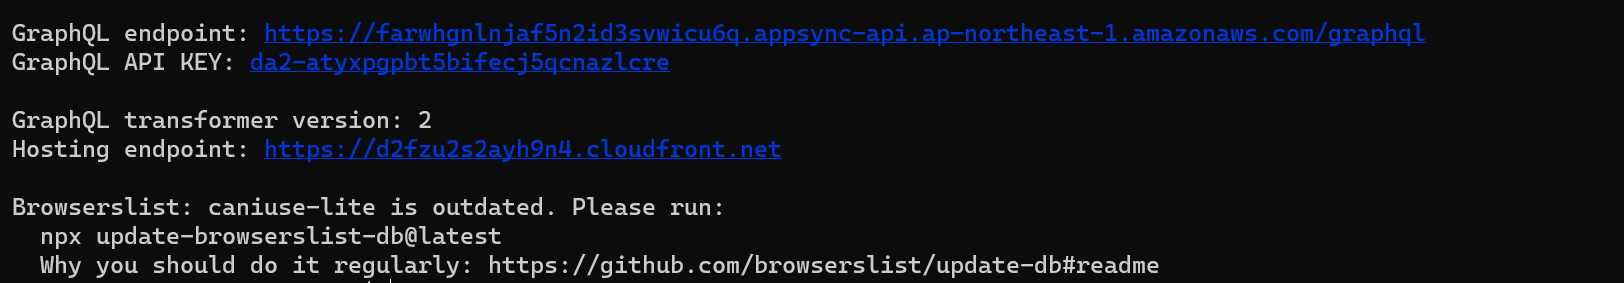 GraphQL endpoint: https://farwhgnlnjaf5n2id3svwicu6q.appsync-api.ap-northeast-1.amazonaws.com/graphql
GraphQL API KEY: da2-atyxpgpbt5bifecj5qcnazlcre
GraphQL transformer version: 2
Hosting endpoint: https://d2fzu2s2ayh9n4.cloudfront.net
Browserslist: caniuse-lite is outdated. Please run:
npx update-browserslist-db@latest
Why you should do it regularly: https://github.com/browserslist/update-db#readme